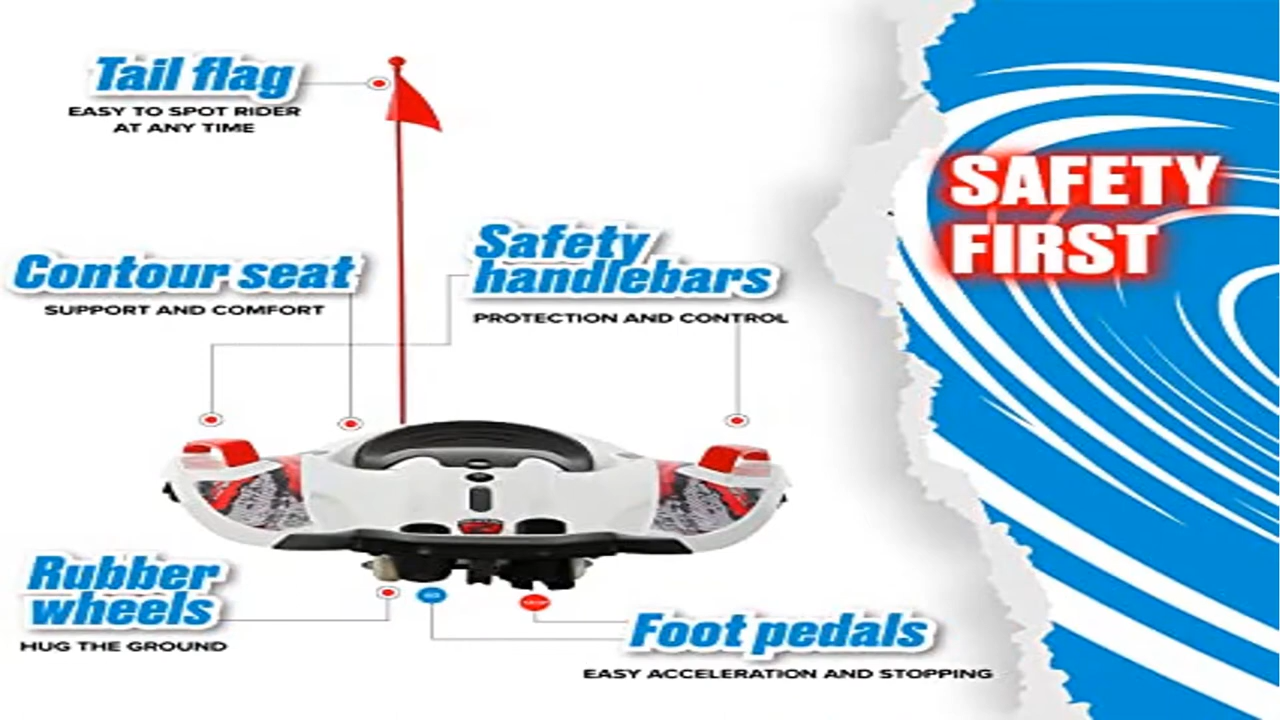 Tail flag
EASY TO SPOT RIDER
AT ANY TIME
SAFETY
FIRST
Contour seat
SUPPORT AND COMFORT
Safety
handlebars
PROTECTION AND CONTROL
Rubber
wheels
HUG THE GROUND
Foot pedals
EASY ACCELERATION AND STOPPING